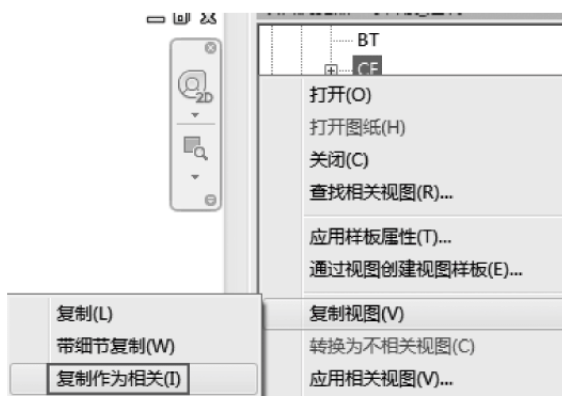 BT
CF
2D
打开(O)
打开图纸(H)
关闭(C)
查找相关视图(R)...
应用样板属性(T)...
通过视图创建视图样板(E)...
复制视图(V)
转换为不相关视图(C)
应用相关视图(V)...
复制(L)
带细节复制(W)
复制作为相关(I)